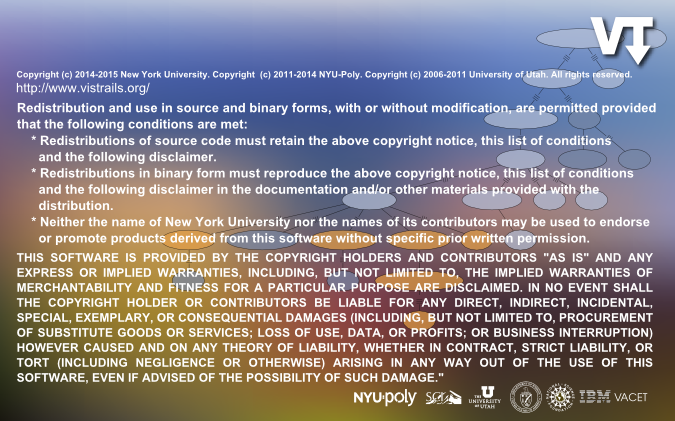 VT
Copyright (c) 2014-2015 New York University. Copyright (c) 2011-2014 NYU-Poly. Copyright (c) 2006-2011 University of Utah. All rights reserved.
http://www.vistrails.org/
Redistribution and use in source and binary forms, with or without modification, are permitted provided
that the following conditions are met:
* Redistributions of source code must retain the above copyright notice, this list of conditions
and the following disclaimer.
* Redistributions in binary form must reproduce the above copyright notice, this list of conditions
and the following disclaimer in the documentation and/or other materials provided with the
distribution.
* Neither the name of New York University nor the names of its contributors may be used to endorse
or promote products derived from this software without specific prior written permission.
THIS SOFTWARE IS PROVIDED BY THE COPYRIGHT HOLDERS AND CONTRIBUTORS "AS IS" AND ANY
EXPRESS OR IMPLIED WARRANTIES, INCLUDING, BUT NOT LIMITED TO, THE IMPLIED WARRANTIES OF
MERCHANTABILITY AND FITNESS FOR A PARTICULAR PURPOSE ARE DISCLAIMED. IN NO EVENT SHALL
THE COPYRIGHT HOLDER OR CONTRIBUTORS BE LIABLE FOR ANY DIRECT, INDIRECT, INCIDENTAL,
SPECIAL, EXEMPLARY, OR CONSEQUENTIAL DAMAGES (INCLUDING, BUT NOT LIMITED TO, PROCUREMENT
OF SUBSTITUTE GOODS OR SERVICES; LOSS OF USE, DATA, OR PROFITS; OR BUSINESS INTERRUPTION)
HOWEVER CAUSED AND ON ANY THEORY OF LIABILITY, WHETHER IN CONTRACT, STRICT LIABILITY, OR
TORT (INCLUDING NEGLIGENCE OR OTHERWISE) ARISING IN ANY WAY OUT OF THE USE OF THIS
SOFTWARE, EVEN IF ADVISED OF THE POSSIBILITY OF SUCH DAMAGE."
NYU·poly SCI U THE UNIVERSITY OF UTAH IBM VACET